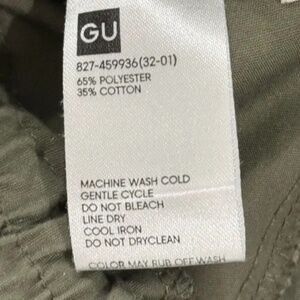 GU
827-459936(32-01)
65% POLYESTER
35% COTTON
MACHINE WASH COLD
GENTLE CYCLE
DO NOT BLEACH
LINE DRY
COOL IRON
DO NOT DRYCLEAN
COLOR MAY RUB OFF WASH